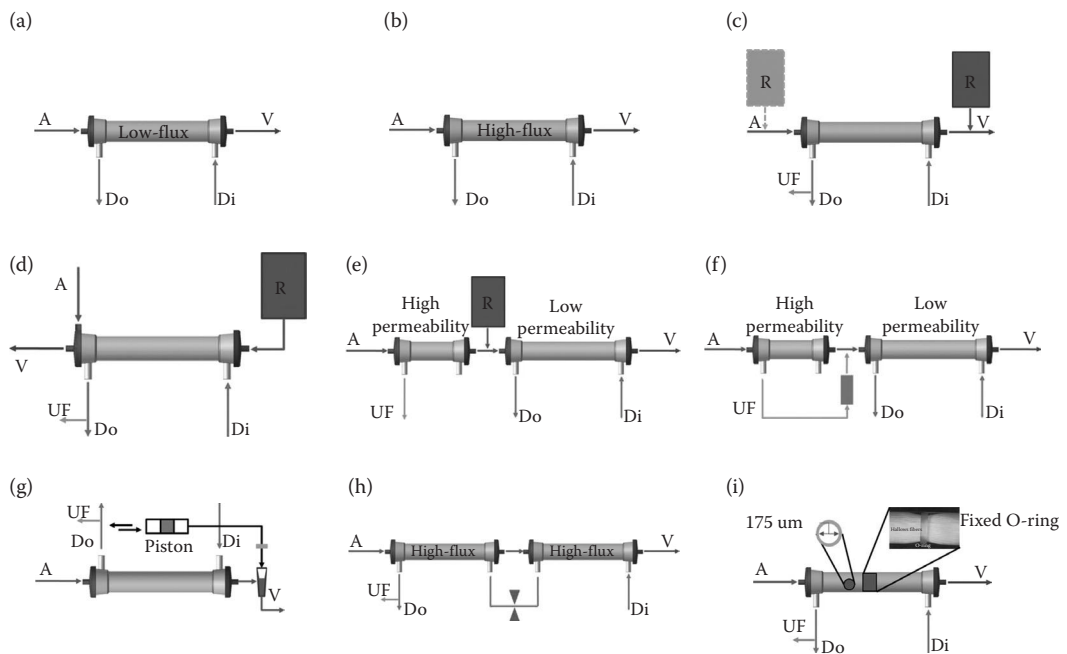 (a)
A
Low-flux
V
Do
Di
(b)
A
High-flux
V
Do
Di
(c)
R
R
A
V
UF
Do
Di
(d)
A
R
V
UF
Do
Di
(e)
High
permeability
R
Low
permeability
A
V
UF
Do
Di
(f)
High
permeability
Low
permeability
A
V
UF
Do
Di
(g)
UF
Do
Piston
Di
A
V
(h)
A
High-flux
High-flux
V
UF
Do
Di
(i)
175 um
Hollows fibers
O-ring
Fixed O-ring
A
V
UF
Do
Di